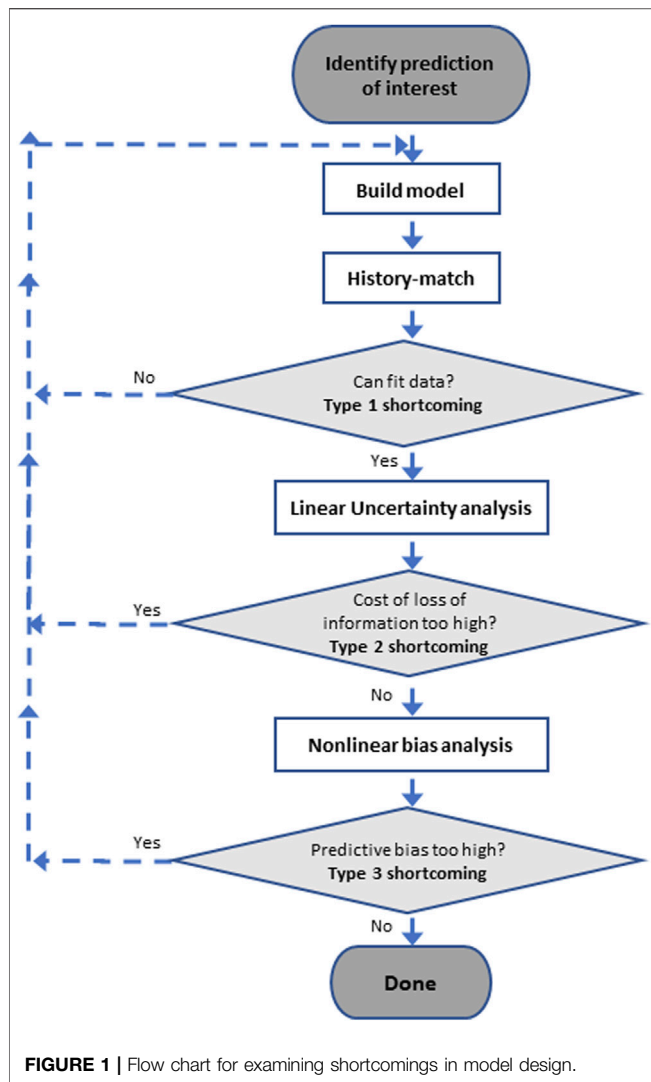 Identify prediction
of interest
Build model
History-match
Can fit data?
Type 1 shortcoming
No
Yes
Linear Uncertainty analysis
Cost of loss of
information too high?
Type 2 shortcoming
Yes
No
Nonlinear bias analysis
Predictive bias too high?
Type 3 shortcoming
Yes
No
Done
FIGURE 1 | Flow chart for examining shortcomings in model design.